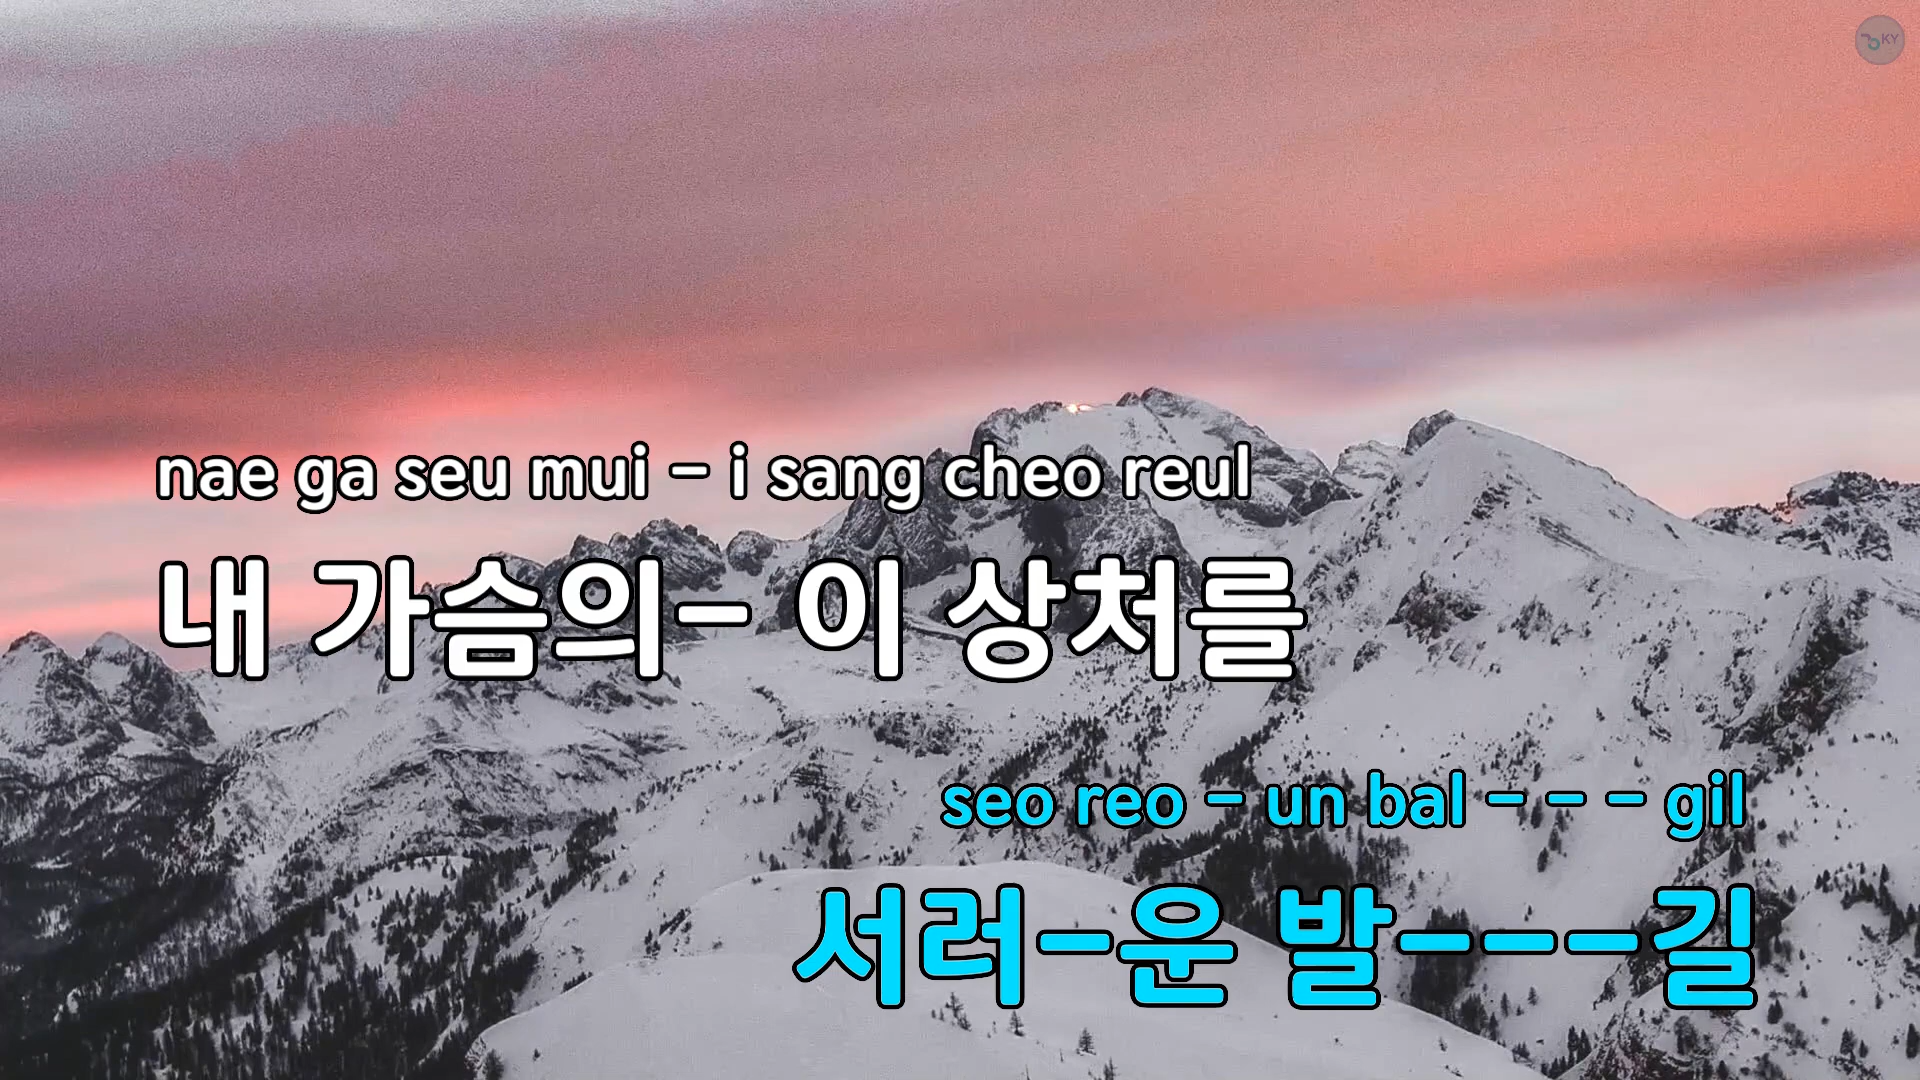 KY
nae ga seu mui - i sang cheo reul
내 가슴의- 이 상처를
seo reo - un bal - - - gil
서러-운 발---길